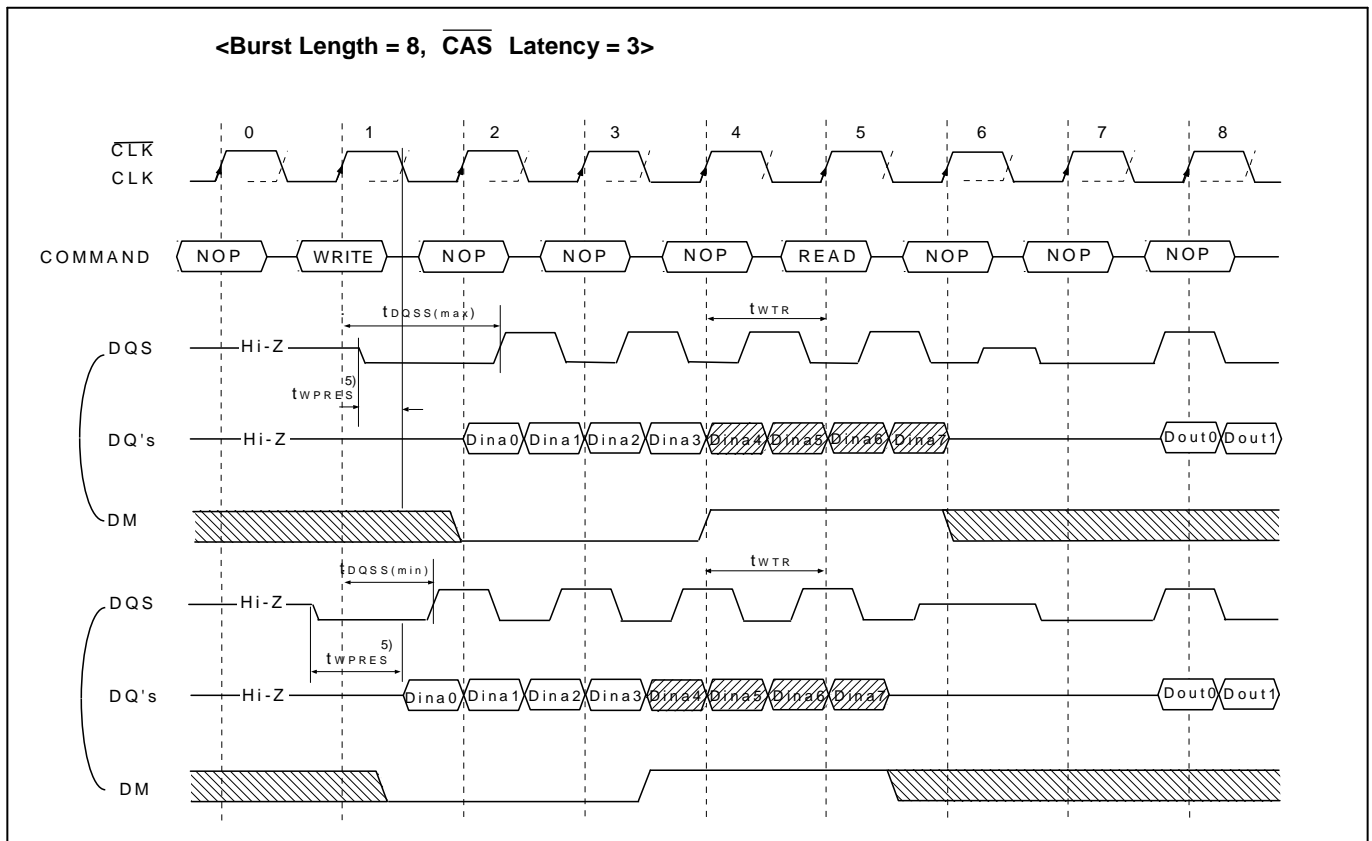 <Burst Length = 8, CAS Latency = 3>
0 1 2 3 4 5 6 7 8
CLK
CLK
COMMAND NOP WRITE NOP NOP NOP READ NOP NOP NOP
tDQSS(max) tWTR
DQS Hi-Z
tWPRES 5)
DQ's Hi-Z Dina0 Dina1 Dina2 Dina3 Dina4 Dina5 Dina6 Dina7 Dout0 Dout1
DM
tDQSS(min) tWTR
DQS Hi-Z
tWPRES 5)
DQ's Hi-Z Dina0 Dina1 Dina2 Dina3 Dina4 Dina5 Dina6 Dina7 Dout0 Dout1
DM